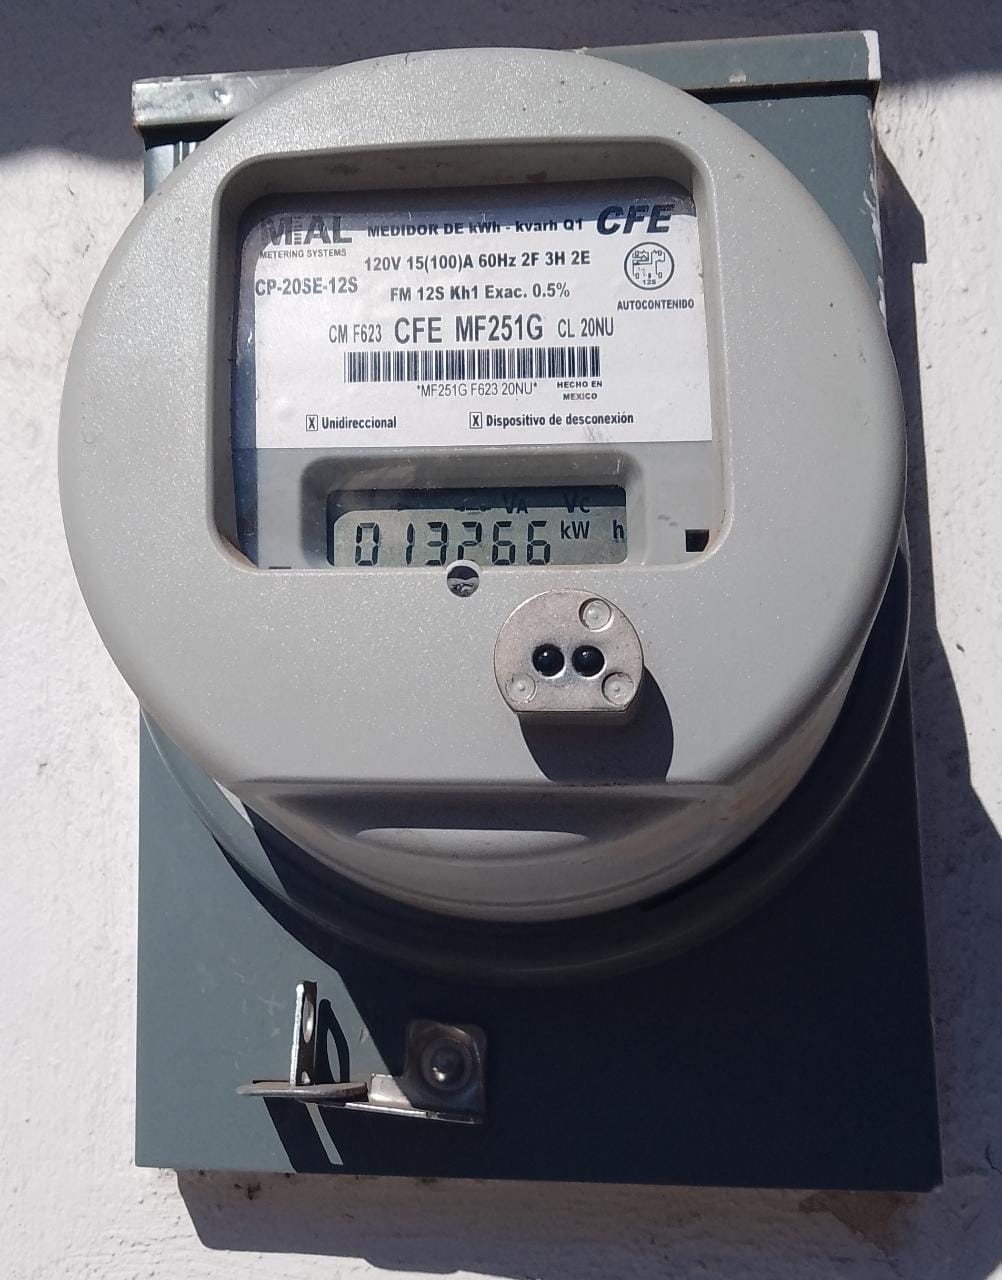 MIAL
METERING SYSTEMS
MEDIDOR DE kWh - kvarh Q1
CFE
120V 15(100)A 60Hz 2F 3H 2E
CP-20SE-12S
FM 12S Kh1 Exac. 0.5%
12S
AUTOCONTENIDO
CM F623 CFE MF251G CL 20NU
*MF251G F623 20NU*
HECHO EN
MEXICO
X Unidireccional
X Dispositivo de desconexión
VA VC
013266 kW h